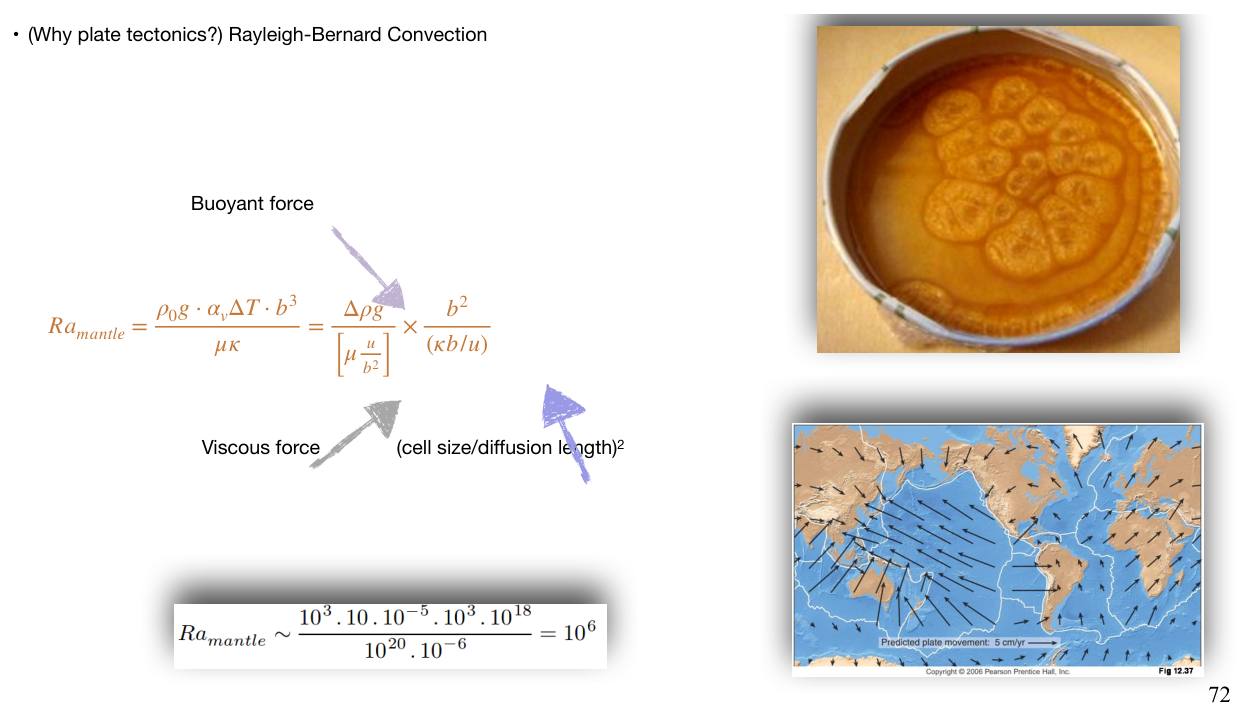 • (Why plate tectonics?) Rayleigh-Bernard Convection
Buoyant force
Ra_mantle = ρ₀g · αᵥΔT · b³ / μκ = Δρg / [μ u/b²] × b² / (κb/u)
Viscous force
(cell size/diffusion length)²
Ra_mantle ∼ 10³ . 10 . 10⁻⁵ . 10³ . 10¹⁸ / 10²⁰ . 10⁻⁶ = 10⁶
Predicted plate movement: 5 cm/yr
Copyright © 2006 Pearson Prentice Hall, Inc.
Fig 12.37
72